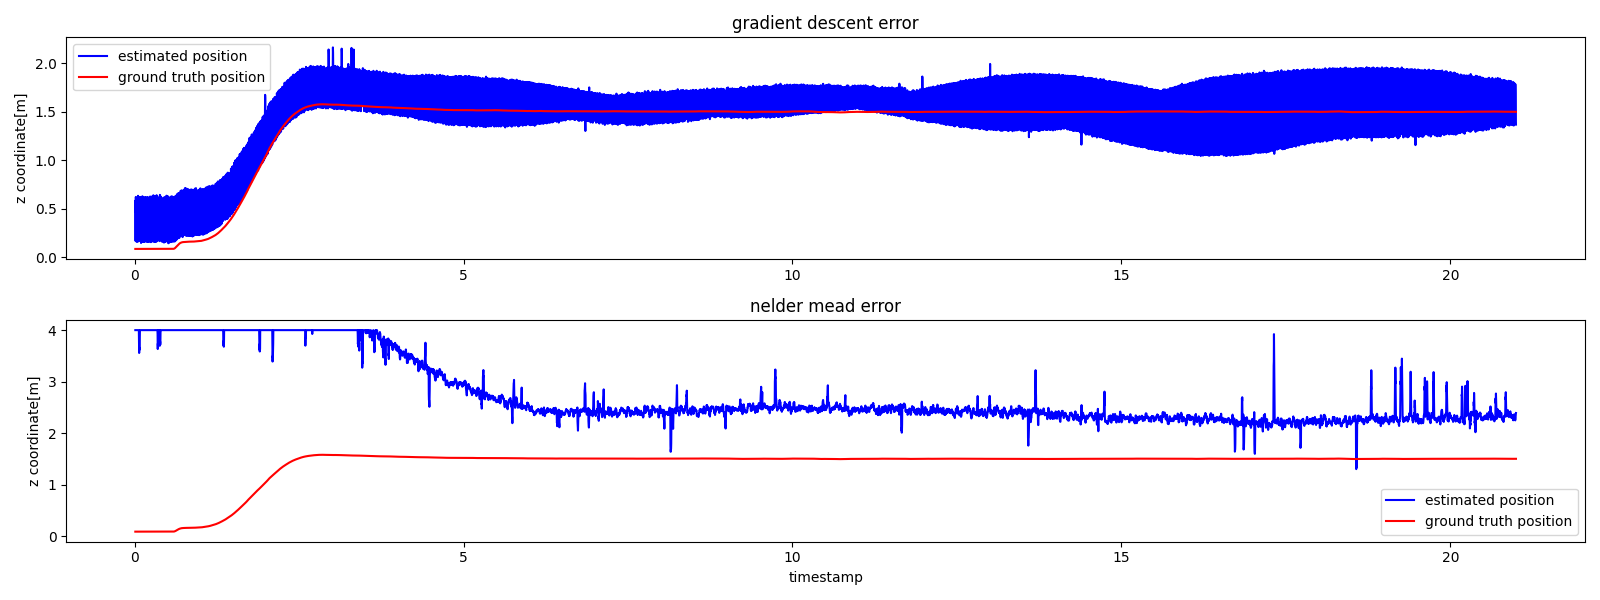 gradient descent error
z coordinate[m]
2.0
1.5
1.0
0.5
0.0
estimated position
ground truth position
0 5 10 15 20
nelder mead error
z coordinate[m]
4
3
2
1
0
estimated position
ground truth position
0 5 10 15 20
timestamp